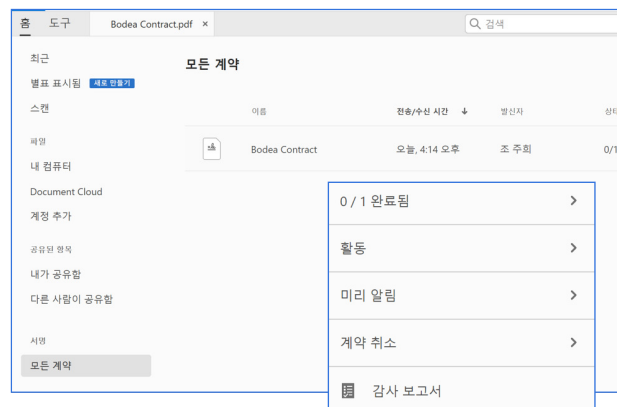 홈 도구 Bodea Contract.pdf × 검색
최근
별표 표시됨 새로 만들기
스캔
파일
내 컴퓨터
Document Cloud
계정 추가
공유된 항목
내가 공유함
다른 사람이 공유함
서명
모든 계약
모든 계약
이름 전송/수신 시간 ↓ 발신자 상태
Bodea Contract 오늘, 4:14 오후 조 주희 0/1
0 / 1 완료됨
활동
미리 알림
계약 취소
감사 보고서